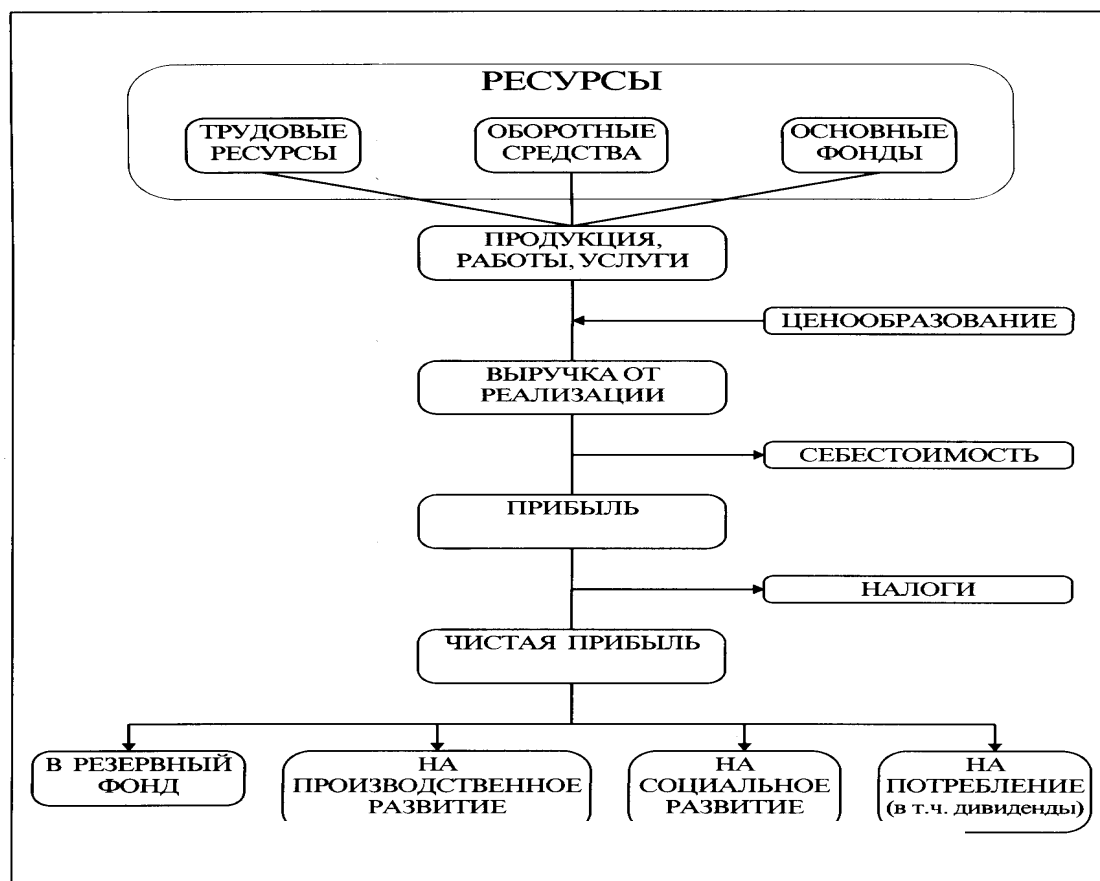 РЕСУРСЫ
ТРУДОВЫЕ
РЕСУРСЫ
ОБОРОТНЫЕ
СРЕДСТВА
ОСНОВНЫЕ
ФОНДЫ
ПРОДУКЦИЯ,
РАБОТЫ, УСЛУГИ
ЦЕНООБРАЗОВАНИЕ
ВЫРУЧКА ОТ
РЕАЛИЗАЦИИ
СЕБЕСТОИМОСТЬ
ПРИБЫЛЬ
НАЛОГИ
ЧИСТАЯ ПРИБЫЛЬ
В РЕЗЕРВНЫЙ
ФОНД
НА
ПРОИЗВОДСТВЕННОЕ
РАЗВИТИЕ
НА
СОЦИАЛЬНОЕ
РАЗВИТИЕ
НА
ПОТРЕБЛЕНИЕ
(в т.ч. дивиденды)